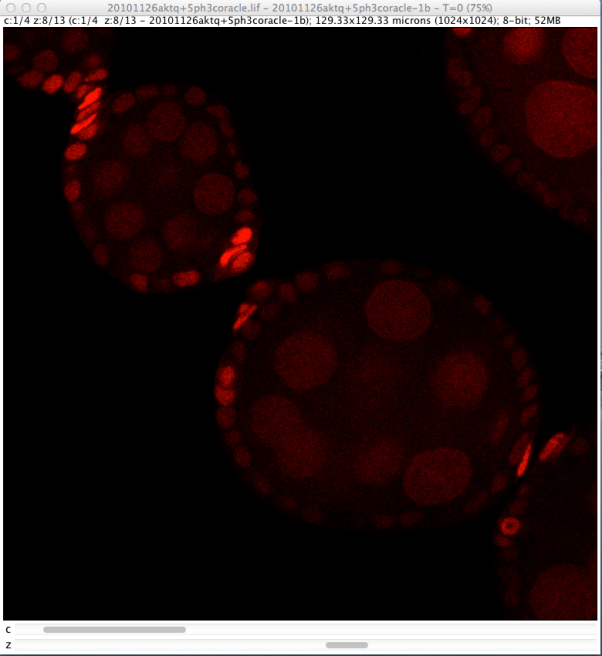 20101126aktq+5ph3coracle.lif - 20101126aktq+5ph3coracle-1b - T=0 (75%)
c:1/4 z:8/13 (c:1/4  z:8/13 - 20101126aktq+5ph3coracle-1b); 129.33x129.33 microns (1024x1024); 8-bit; 52MB
c
z